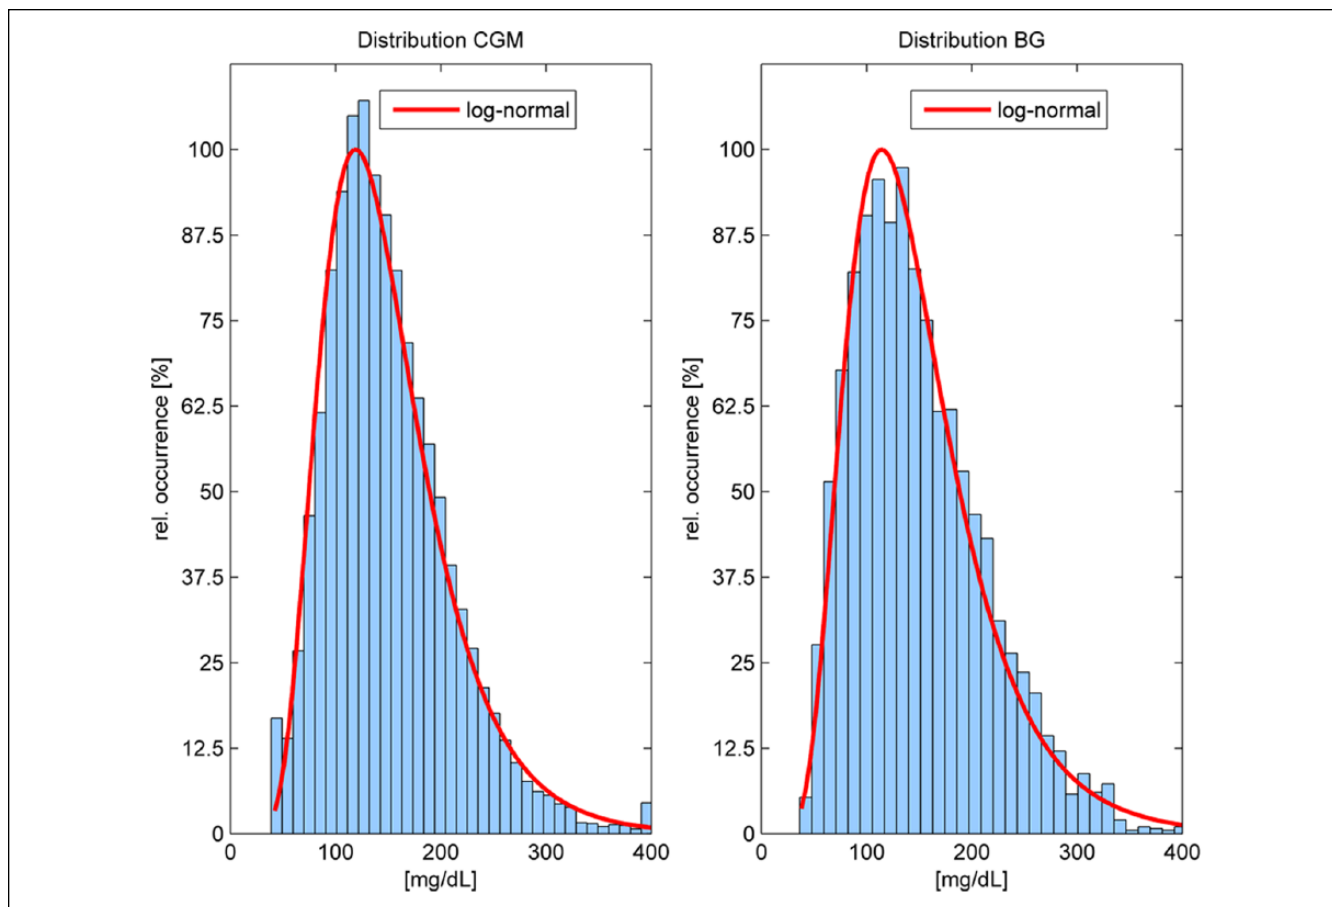 Distribution CGM
log-normal
100
87.5
75
62.5
50
37.5
25
12.5
0
rel. occurrence [%]
0 100 200 300 400
[mg/dL]
Distribution BG
log-normal
100
87.5
75
62.5
50
37.5
25
12.5
0
rel. occurrence [%]
0 100 200 300 400
[mg/dL]